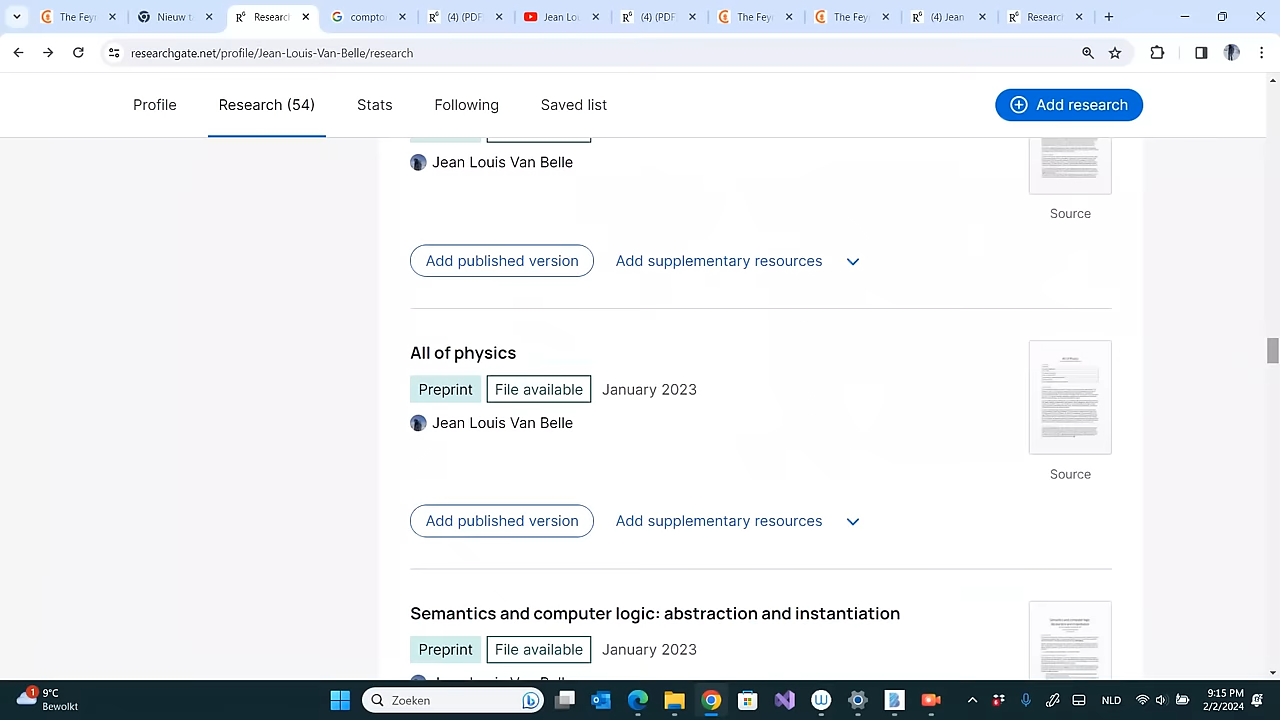 The Fey
Nieuw t
Researc
compto
(4) (PDF
Jean Lo
(4) (PDF
The Fey
The Fey
(4) Jean
Researc
researchgate.net/profile/Jean-Louis-Van-Belle/research
Profile Research (54) Stats Following Saved list Add research
Jean Louis Van Belle
Source
Add published version Add supplementary resources
All of physics
Preprint File available January 2023
Jean Louis Van Belle
Source
Add published version Add supplementary resources
Semantics and computer logic: abstraction and instantiation
Preprint File available 2023
1 9°C
Bewolkt
Zoeken
NLD
9:15 PM
2/2/2024